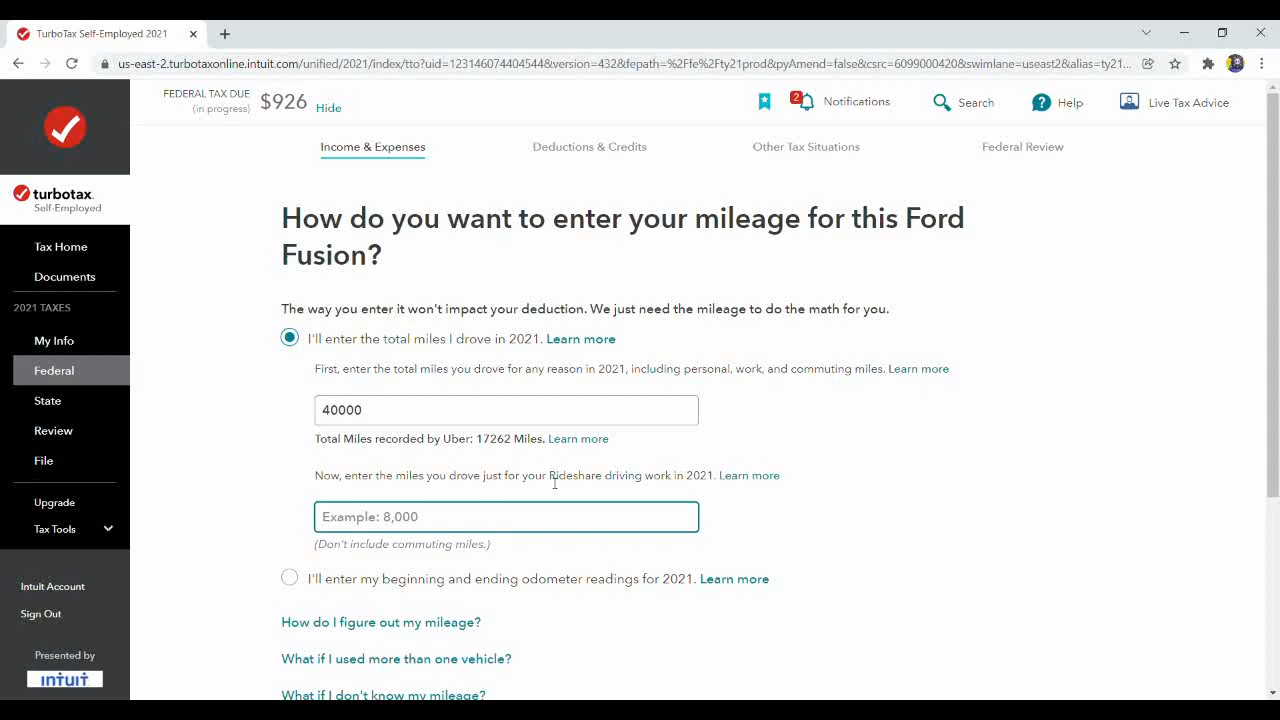 TurboTax Self-Employed 2021
us-east-2.turbotaxonline.intuit.com/unified/2021/index/tto?uid=123146074404544&version=432&fepath=%2Ffe%2Fty21prod&pyAmend=false&csrc=6099000420&swimlane=useast2&alias=ty21...
FEDERAL TAX DUE
(in progress)
$926
Hide
2
Notifications
Search
Help
Live Tax Advice
turbotax
Self-Employed
Tax Home
Documents
2021 TAXES
My Info
Federal
State
Review
File
Upgrade
Tax Tools
Intuit Account
Sign Out
Presented by
intuit
Income & Expenses
Deductions & Credits
Other Tax Situations
Federal Review
How do you want to enter your mileage for this Ford
Fusion?
The way you enter it won't impact your deduction. We just need the mileage to do the math for you.
I'll enter the total miles I drove in 2021. Learn more
First, enter the total miles you drove for any reason in 2021, including personal, work, and commuting miles. Learn more
40000
Total Miles recorded by Uber: 17262 Miles. Learn more
Now, enter the miles you drove just for your Rideshare driving work in 2021. Learn more
Example: 8,000
(Don't include commuting miles.)
I'll enter my beginning and ending odometer readings for 2021. Learn more
How do I figure out my mileage?
What if I used more than one vehicle?
What if I don't know my mileage?